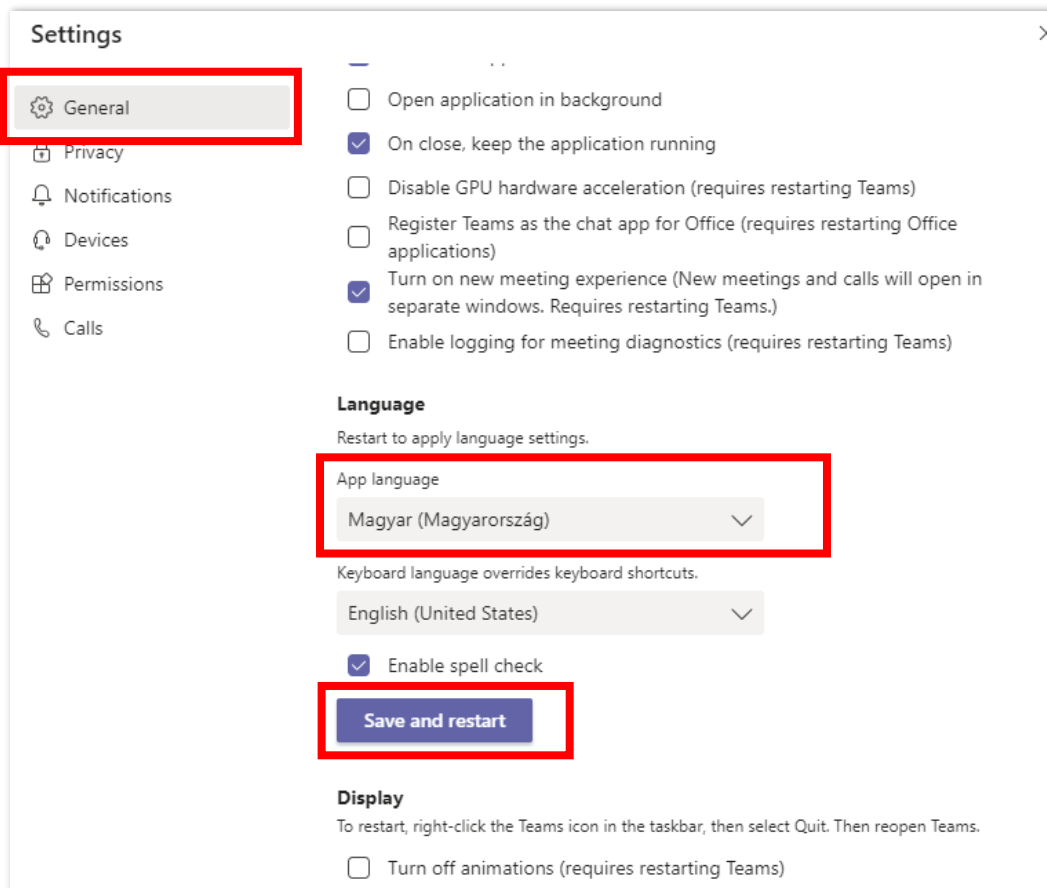 Settings
General
Privacy
Notifications
Devices
Permissions
Calls
Open application in background
On close, keep the application running
Disable GPU hardware acceleration (requires restarting Teams)
Register Teams as the chat app for Office (requires restarting Office
applications)
Turn on new meeting experience (New meetings and calls will open in
separate windows. Requires restarting Teams.)
Enable logging for meeting diagnostics (requires restarting Teams)
Language
Restart to apply language settings.
App language
Magyar (Magyarország)
Keyboard language overrides keyboard shortcuts.
English (United States)
Enable spell check
Save and restart
Display
To restart, right-click the Teams icon in the taskbar, then select Quit. Then reopen Teams.
Turn off animations (requires restarting Teams)